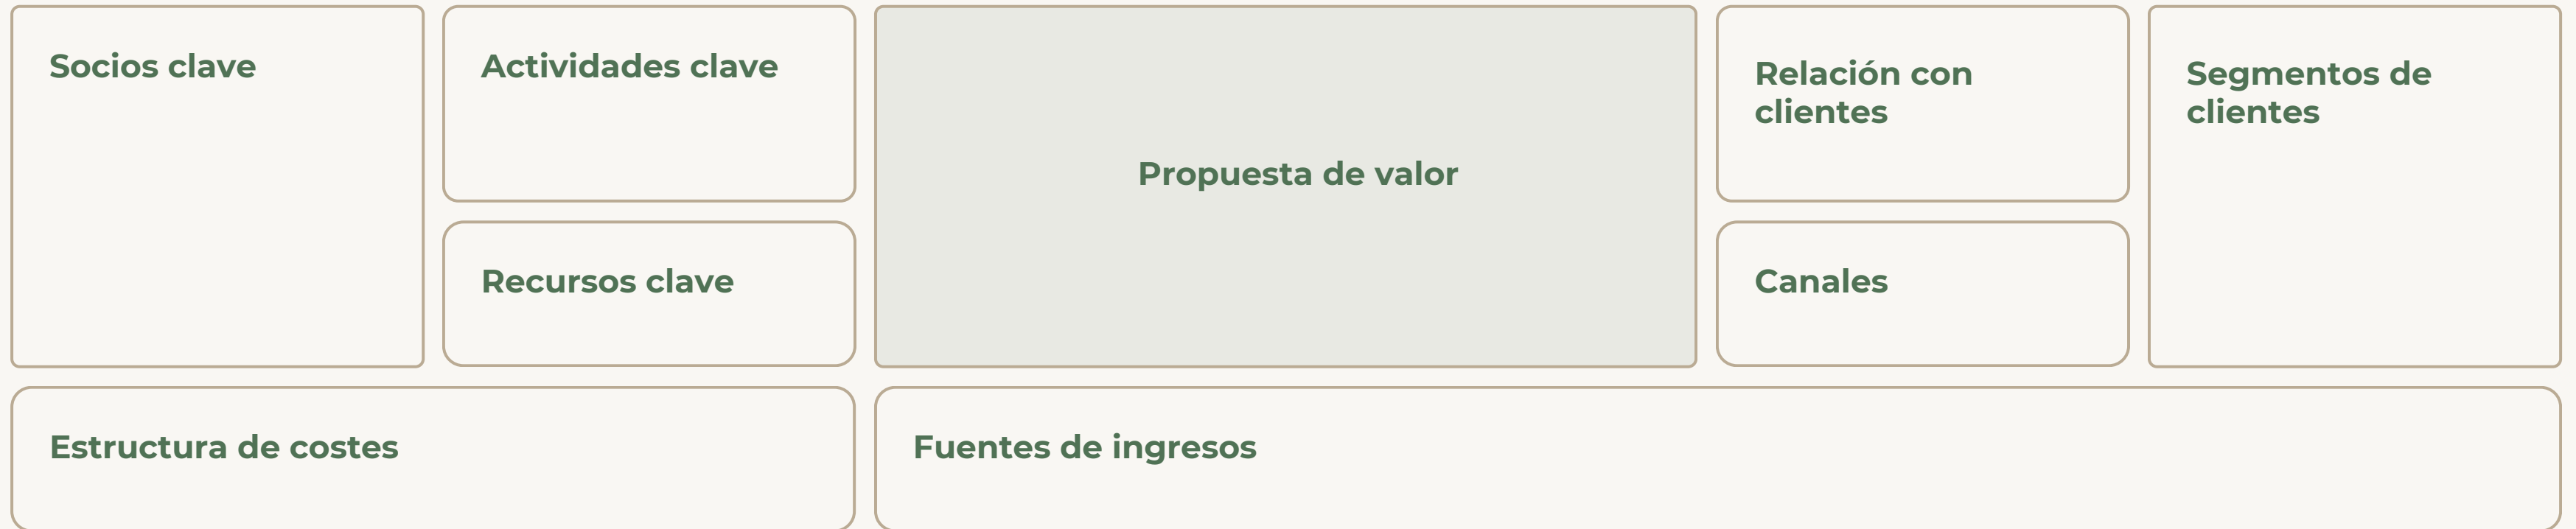 Socios clave
Actividades clave
Recursos clave
Propuesta de valor
Relación con
clientes
Canales
Segmentos de
clientes
Estructura de costes
Fuentes de ingresos